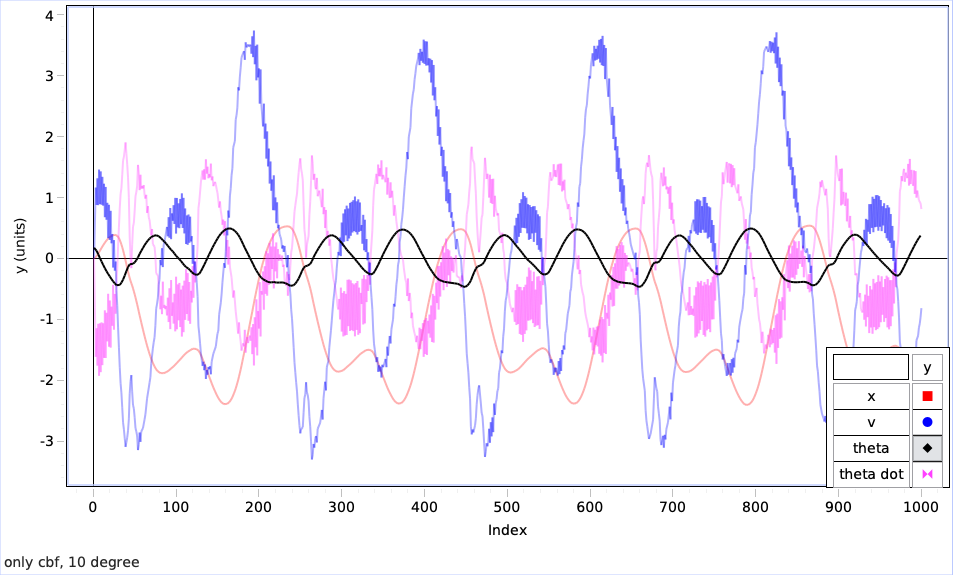 4
3
2
1
0
-1
-2
-3
y (units)
0 100 200 300 400 500 600 700 800 900 1000
Index
y
x
v
theta
theta dot
only cbf, 10 degree